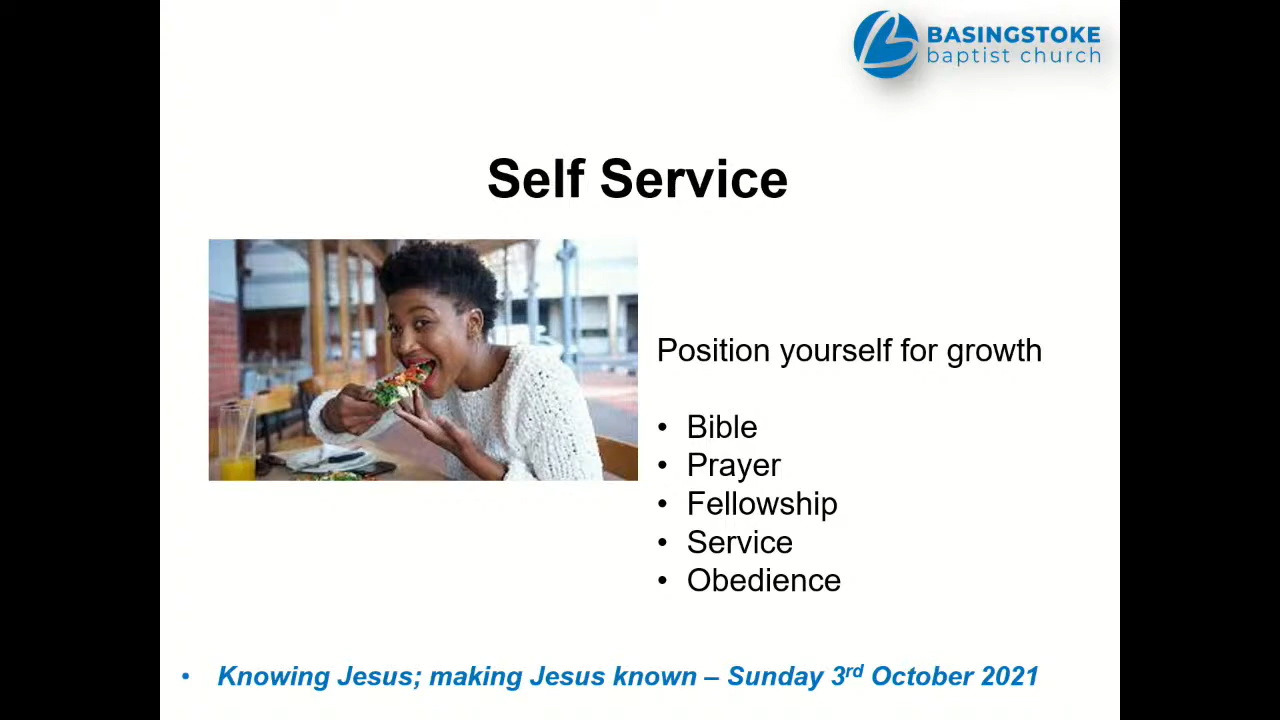 BASINGSTOKE
baptist church
Self Service
Position yourself for growth
• Bible
• Prayer
• Fellowship
• Service
• Obedience
• Knowing Jesus; making Jesus known – Sunday 3rd October 2021